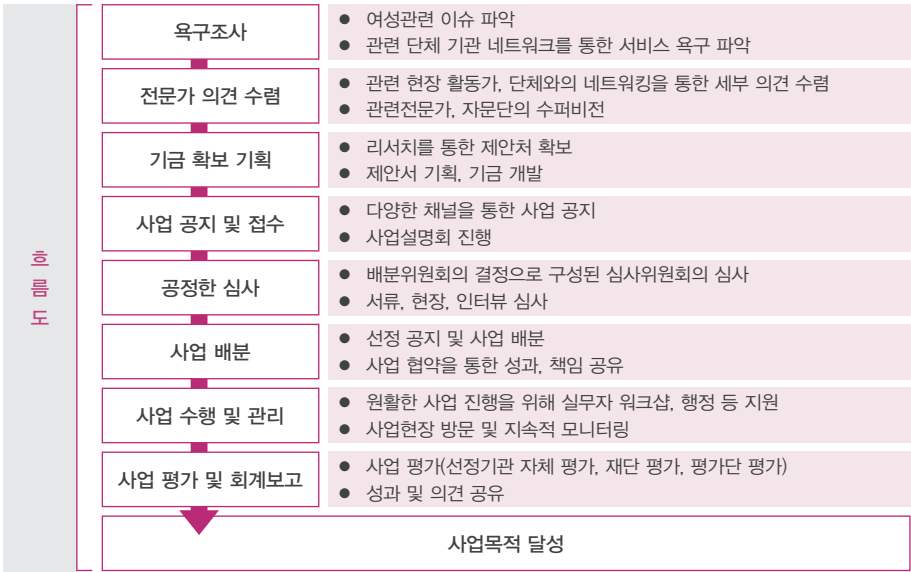 흐름도
욕구조사
● 여성관련 이슈 파악
● 관련 단체 기관 네트워크를 통한 서비스 욕구 파악
전문가 의견 수렴
● 관련 현장 활동가, 단체와의 네트워킹을 통한 세부 의견 수렴
● 관련전문가, 자문단의 수퍼비전
기금 확보 기획
● 리서치를 통한 제안처 확보
● 제안서 기획, 기금 개발
사업 공지 및 접수
● 다양한 채널을 통한 사업 공지
● 사업설명회 진행
공정한 심사
● 배분위원회의 결정으로 구성된 심사위원회의 심사
● 서류, 현장, 인터뷰 심사
사업 배분
● 선정 공지 및 사업 배분
● 사업 협약을 통한 성과, 책임 공유
사업 수행 및 관리
● 원활한 사업 진행을 위해 실무자 워크샵, 행정 등 지원
● 사업현장 방문 및 지속적 모니터링
사업 평가 및 회계보고
● 사업 평가(선정기관 자체 평가, 재단 평가, 평가단 평가)
● 성과 및 의견 공유
사업목적 달성